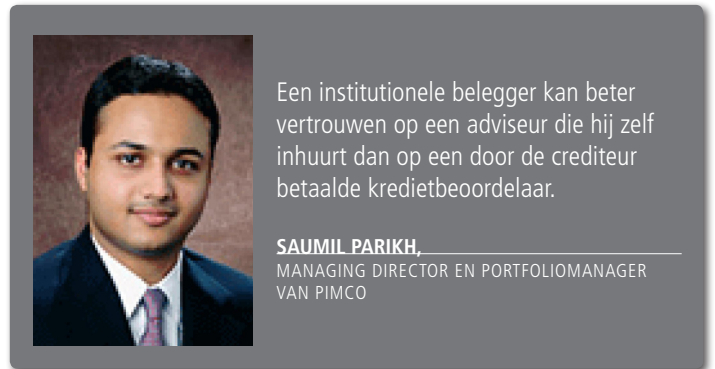 Een institutionele belegger kan beter
vertrouwen op een adviseur die hij zelf
inhuurt dan op een door de crediteur
betaalde kredietbeoordelaar.
SAUMIL PARIKH,
MANAGING DIRECTOR EN PORTFOLIOMANAGER
VAN PIMCO